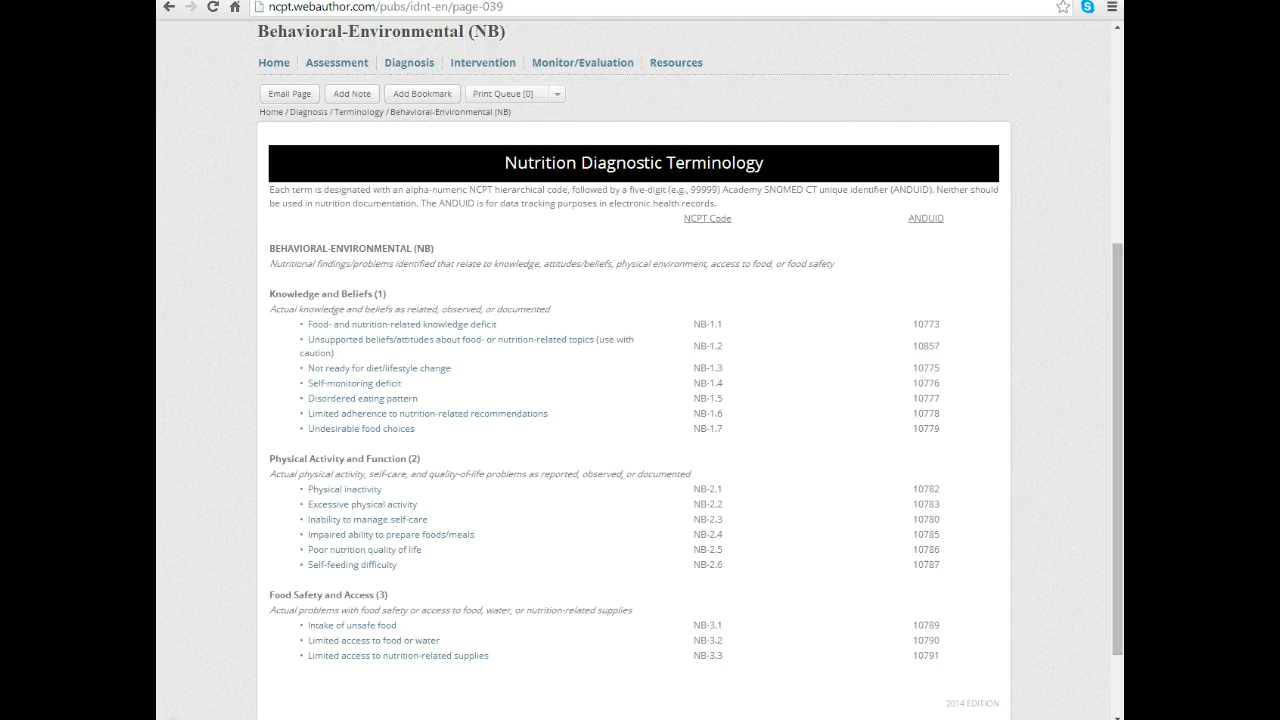 ncpt.webauthor.com/pubs/idnt-en/page-039
Behavioral-Environmental (NB)
Home Assessment Diagnosis Intervention Monitor/Evaluation Resources
Email Page Add Note Add Bookmark Print Queue [0]
Home / Diagnosis / Terminology / Behavioral-Environmental (NB)
Nutrition Diagnostic Terminology
Each term is designated with an alpha-numeric NCPT hierarchical code, followed by a five-digit (e.g., 99999) Academy SNOMED CT unique identifier (ANDUID). Neither should
be used in nutrition documentation. The ANDUID is for data tracking purposes in electronic health records.
NCPT Code ANDUID
BEHAVIORAL-ENVIRONMENTAL (NB)
Nutritional findings/problems identified that relate to knowledge, attitudes/beliefs, physical environment, access to food, or food safety
Knowledge and Beliefs (1)
Actual knowledge and beliefs as related, observed, or documented
• Food- and nutrition-related knowledge deficit NB-1.1 10773
• Unsupported beliefs/attitudes about food- or nutrition-related topics (use with
caution) NB-1.2 10857
• Not ready for diet/lifestyle change NB-1.3 10775
• Self-monitoring deficit NB-1.4 10776
• Disordered eating pattern NB-1.5 10777
• Limited adherence to nutrition-related recommendations NB-1.6 10778
• Undesirable food choices NB-1.7 10779
Physical Activity and Function (2)
Actual physical activity, self-care, and quality-of-life problems as reported, observed, or documented
• Physical inactivity NB-2.1 10782
• Excessive physical activity NB-2.2 10783
• Inability to manage self-care NB-2.3 10780
• Impaired ability to prepare foods/meals NB-2.4 10785
• Poor nutrition quality of life NB-2.5 10786
• Self-feeding difficulty NB-2.6 10787
Food Safety and Access (3)
Actual problems with food safety or access to food, water, or nutrition-related supplies
• Intake of unsafe food NB-3.1 10789
• Limited access to food or water NB-3.2 10790
• Limited access to nutrition-related supplies NB-3.3 10791
2014 EDITION